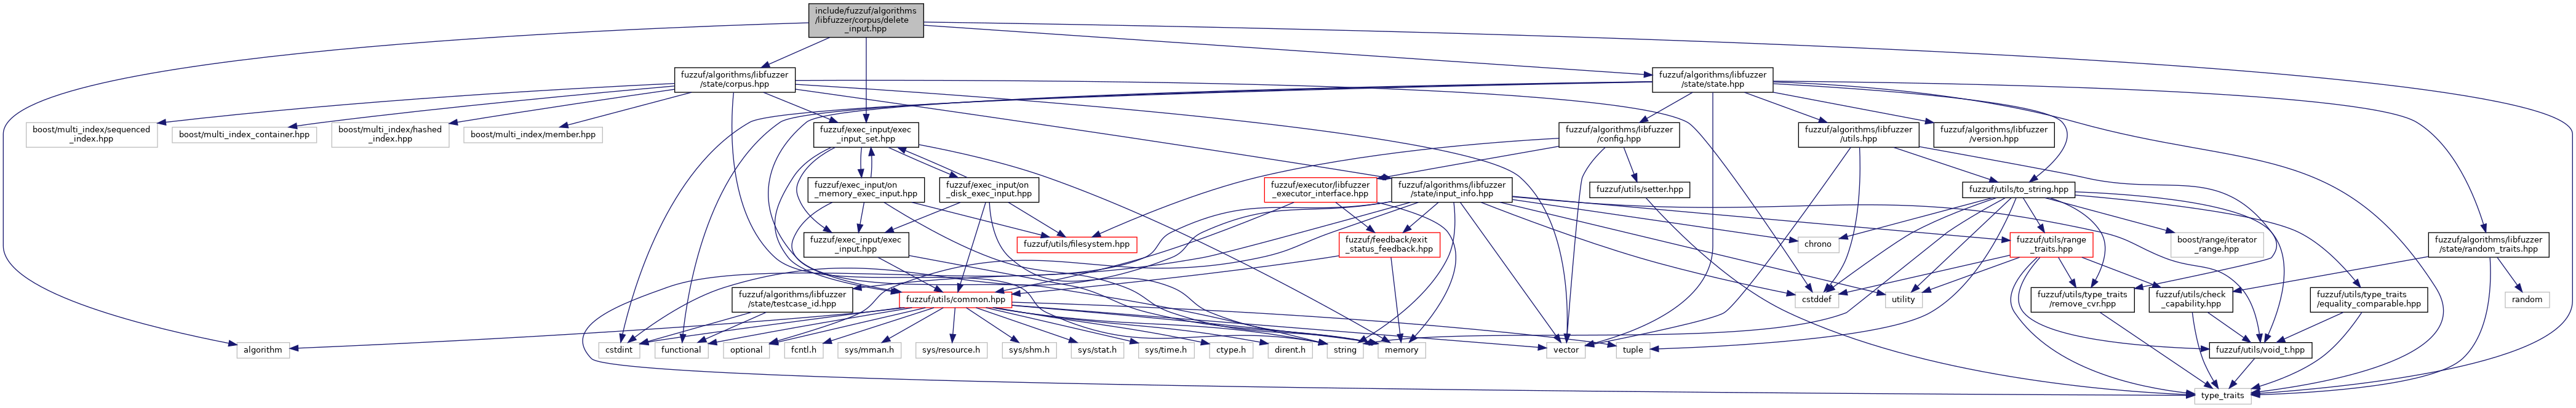 include/fuzzuf/algorithms
/libfuzzer/corpus/delete
_input.hpp
fuzzuf/algorithms/libfuzzer
/state/corpus.hpp
fuzzuf/algorithms/libfuzzer
/state/state.hpp
boost/multi_index/sequenced
_index.hpp
boost/multi_index_container.hpp
boost/multi_index/hashed
_index.hpp
boost/multi_index/member.hpp
fuzzuf/exec_input/exec
_input_set.hpp
fuzzuf/algorithms/libfuzzer
/config.hpp
fuzzuf/algorithms/libfuzzer
/utils.hpp
fuzzuf/algorithms/libfuzzer
/version.hpp
fuzzuf/exec_input/on
_memory_exec_input.hpp
fuzzuf/exec_input/on
_disk_exec_input.hpp
fuzzuf/executor/libfuzzer
_executor_interface.hpp
fuzzuf/algorithms/libfuzzer
/state/input_info.hpp
fuzzuf/utils/setter.hpp
fuzzuf/utils/to_string.hpp
fuzzuf/exec_input/exec
_input.hpp
fuzzuf/utils/filesystem.hpp
fuzzuf/feedback/exit
_status_feedback.hpp
chrono
fuzzuf/utils/range
_traits.hpp
boost/range/iterator
_range.hpp
fuzzuf/algorithms/libfuzzer
/state/random_traits.hpp
fuzzuf/algorithms/libfuzzer
/state/testcase_id.hpp
fuzzuf/utils/common.hpp
cstddef
utility
fuzzuf/utils/type_traits
/remove_cvr.hpp
fuzzuf/utils/check
_capability.hpp
fuzzuf/utils/type_traits
/equality_comparable.hpp
random
algorithm
cstdint
functional
optional
fcntl.h
sys/mman.h
sys/resource.h
sys/shm.h
sys/stat.h
sys/time.h
ctype.h
dirent.h
string
memory
vector
tuple
fuzzuf/utils/void_t.hpp
type_traits